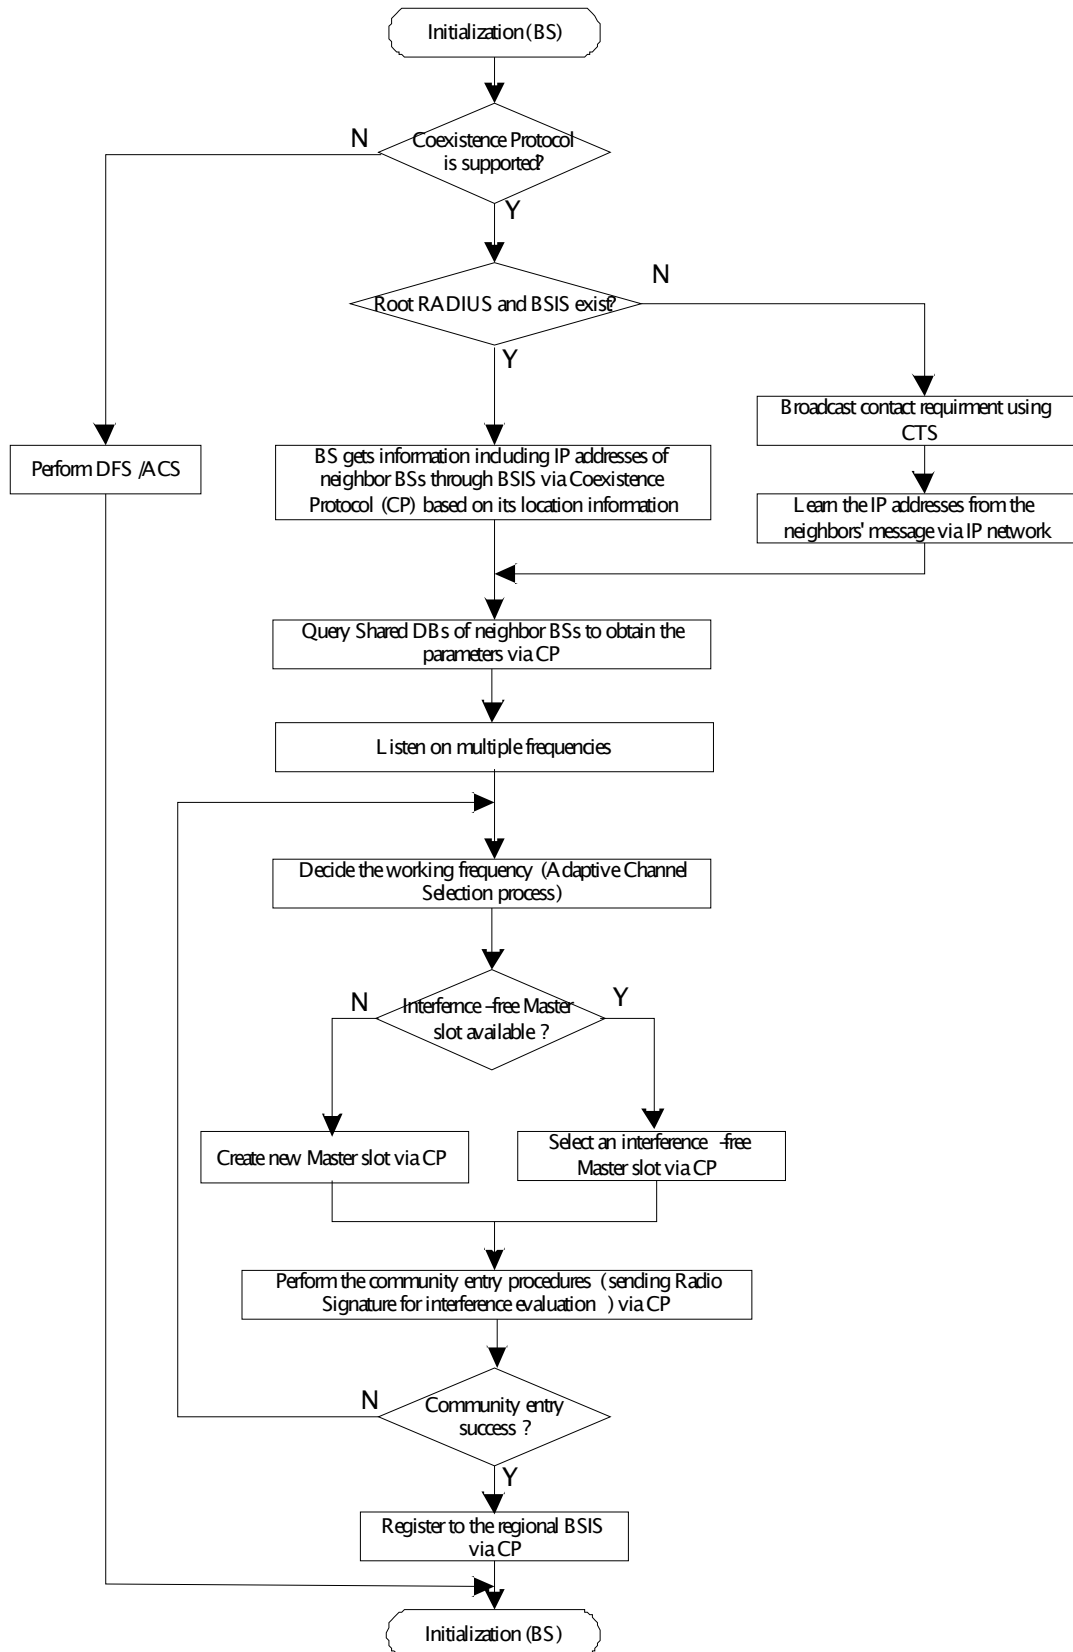 Initialization (BS)
Coexistence Protocol
is supported?
N
Y
Root RADIUS and BSIS exist?
N
Y
Broadcast contact requirment using
CTS
Perform DFS /ACS
BS gets information including IP addresses of
neighbor BSs through BSIS via Coexistence
Protocol (CP) based on its location information
Learn the IP addresses from the
neighbors' message via IP network
Query Shared DBs of neighbor BSs to obtain the
parameters via CP
Listen on multiple frequencies
Decide the working frequency (Adaptive Channel
Selection process)
N
Interfernce -free Master
slot available ?
Y
Create new Master slot via CP
Select an interference -free
Master slot via CP
Perform the community entry procedures (sending Radio
Signature for interference evaluation ) via CP
N
Community entry
success ?
Y
Register to the regional BSIS
via CP
Initialization (BS)